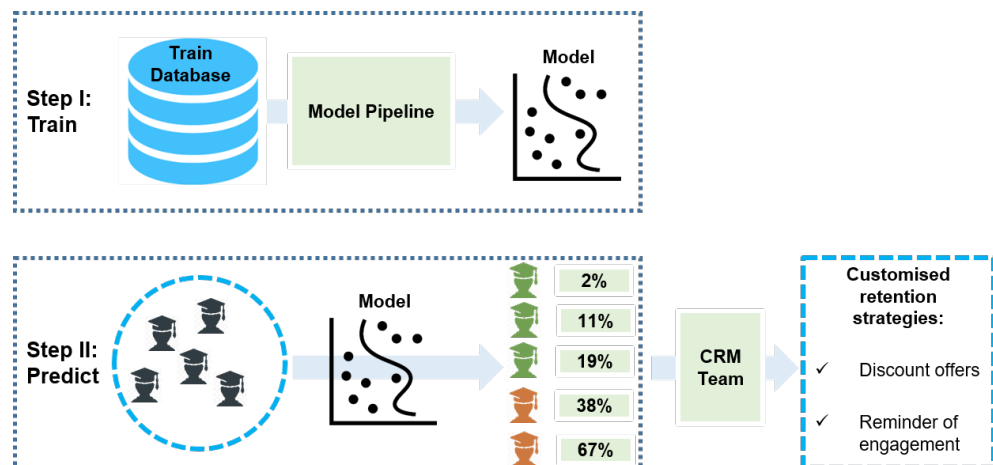 Step I:
Train
Train
Database
Model Pipeline
Model
Step II:
Predict
Model
2%
11%
19%
38%
67%
CRM
Team
Customised
retention
strategies:
✓ Discount offers
✓ Reminder of
engagement